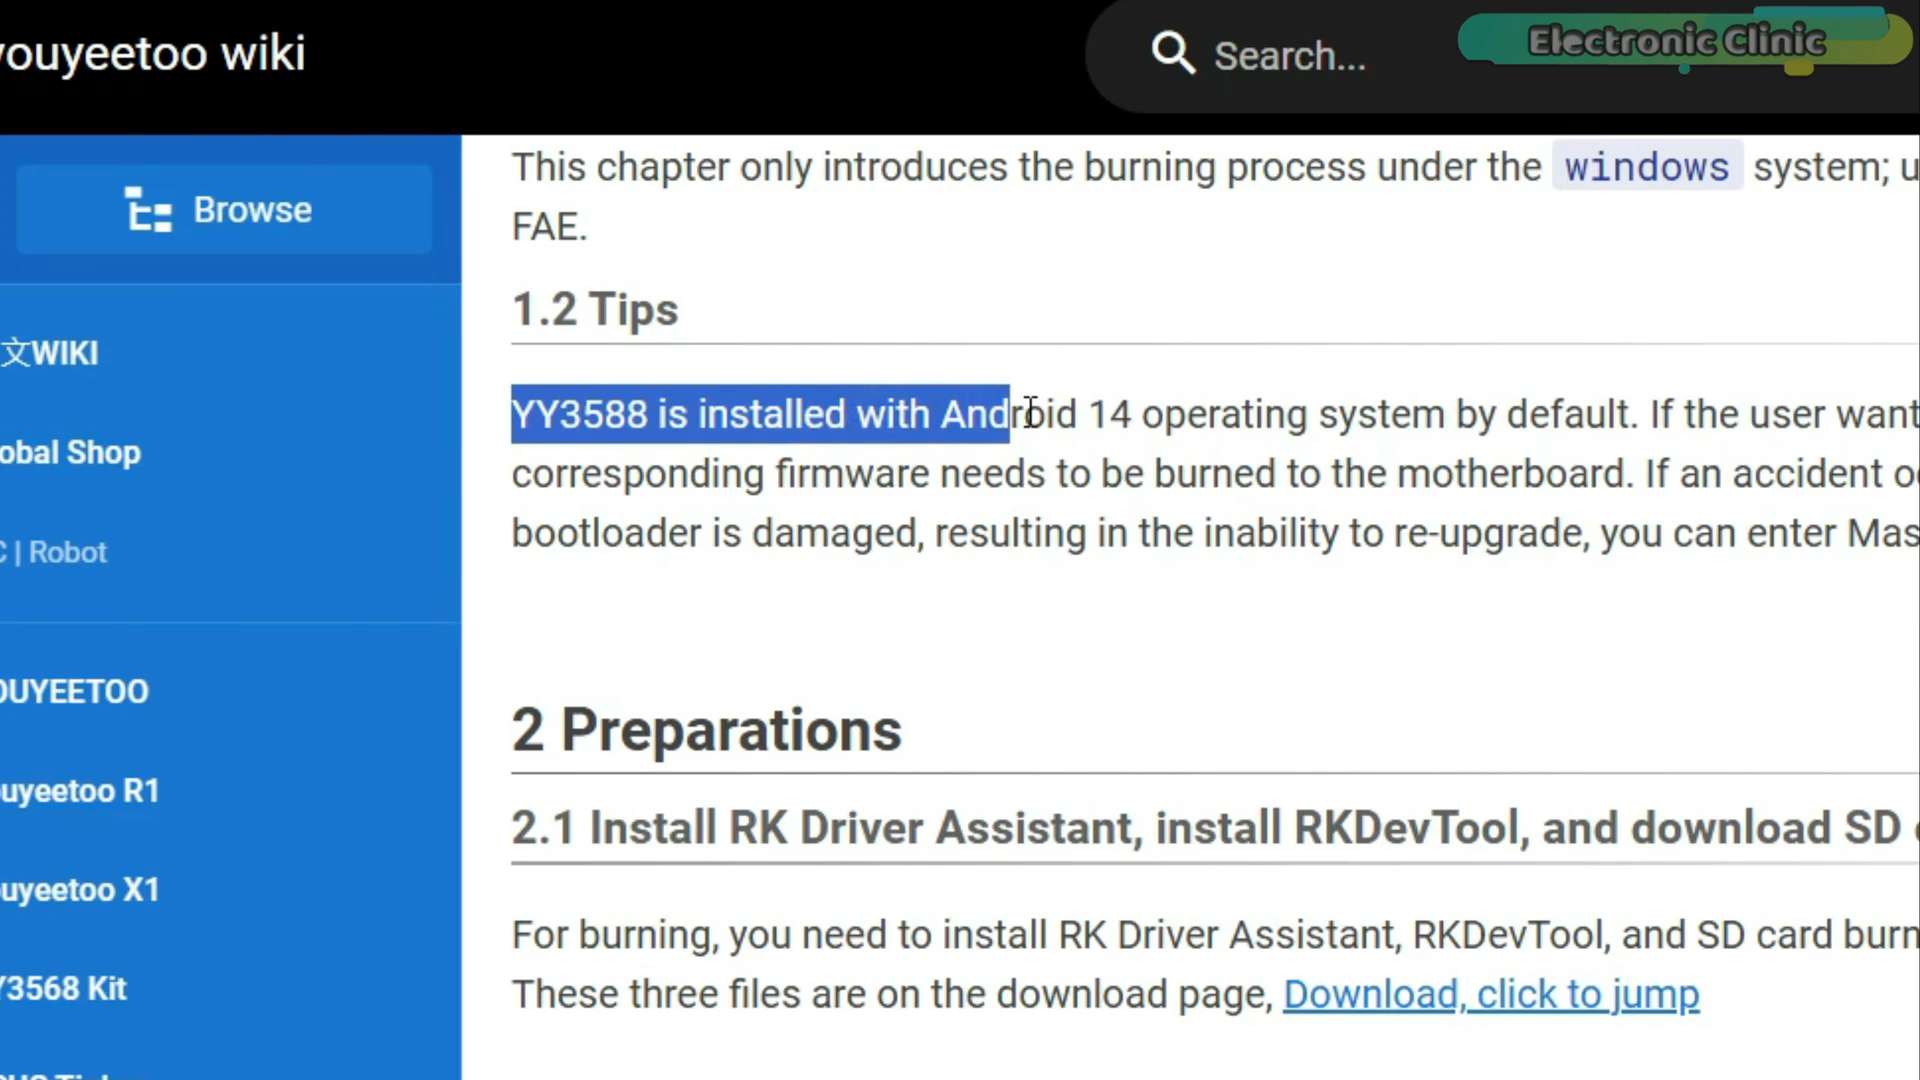 youyeetoo wiki
Search...
Electronic Clinic
Browse
This chapter only introduces the burning process under the windows system;
FAE.
1.2 Tips
文WIKI
YY3588 is installed with Android 14 operating system by default. If the user want
obal Shop
corresponding firmware needs to be burned to the motherboard. If an accident
bootloader is damaged, resulting in the inability to re-upgrade, you can enter Mas
C | Robot
OUYEETOO
2 Preparations
ouyeetoo R1
2.1 Install RK Driver Assistant, install RKDevTool, and download SD
ouyeetoo X1
For burning, you need to install RK Driver Assistant, RKDevTool, and SD card burn
Y3568 Kit
These three files are on the download page, Download, click to jump